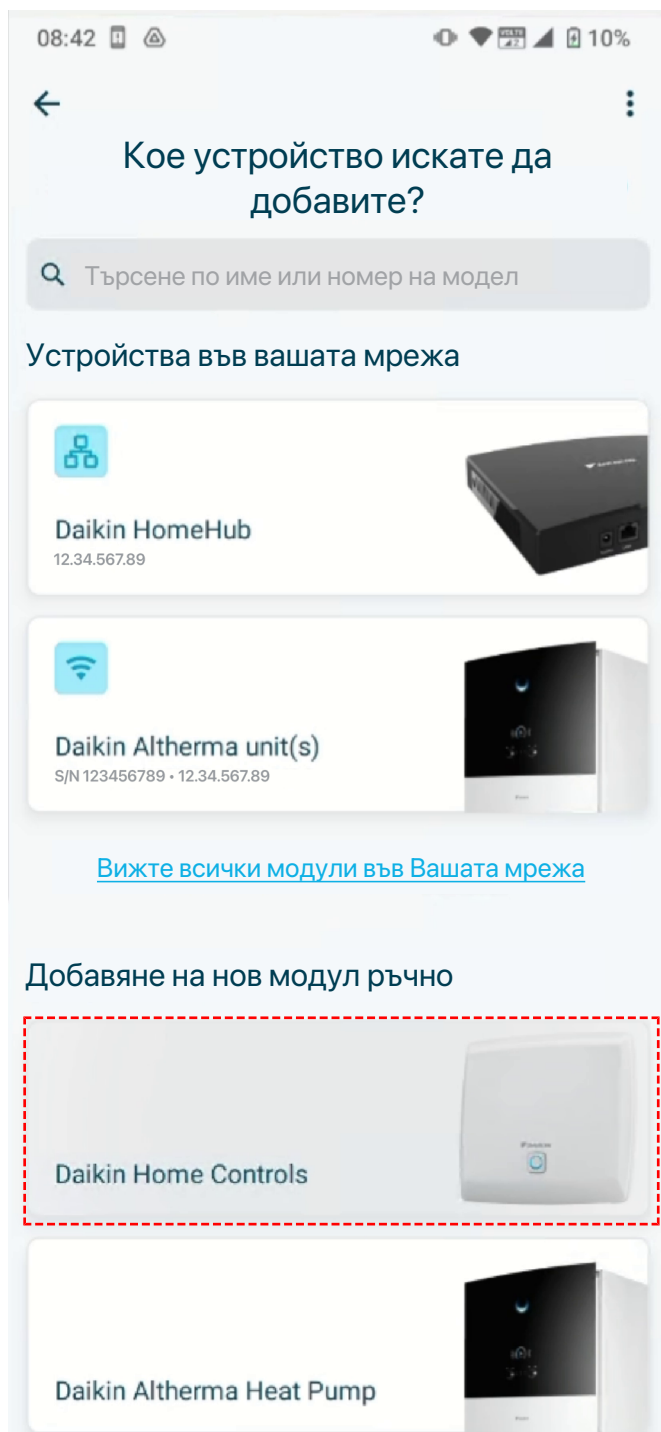 08:42
10%
Кое устройство искате да
добавите?
Търсене по име или номер на модел
Устройства във вашата мрежа
Daikin HomeHub
12.34.567.89
Daikin Altherma unit(s)
S/N 123456789 • 12.34.567.89
Вижте всички модули във Вашата мрежа
Добавяне на нов модул ръчно
Daikin Home Controls
Daikin Altherma Heat Pump